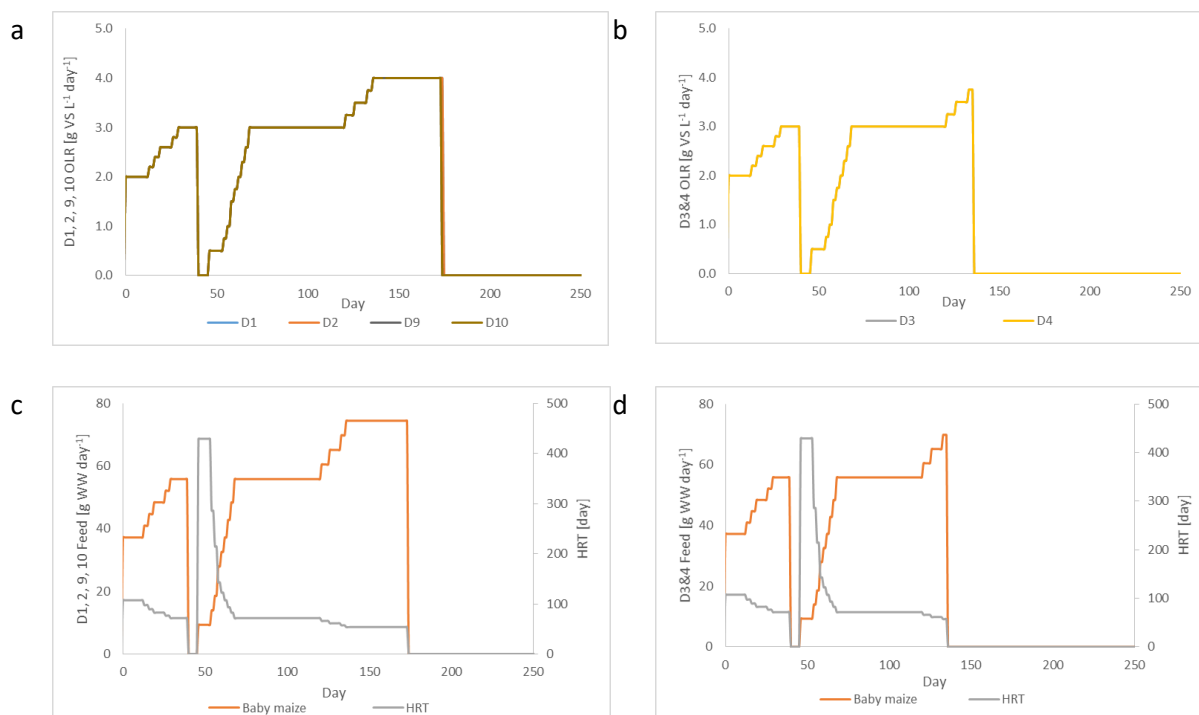 a
5.0
4.0
3.0
2.0
1.0
0.0
D1, 2, 9, 10 OLR [g VS L⁻¹ day⁻¹]
0 50 100 150 200 250
Day
D1 D2 D9 D10
b
5.0
4.0
3.0
2.0
1.0
0.0
D3&4 OLR [g VS L⁻¹ day⁻¹]
0 50 100 150 200 250
Day
D3 D4
c
80
60
40
20
0
D1, 2, 9, 10 Feed [g WW day⁻¹]
500
400
300
200
100
0
HRT [day]
0 50 100 150 200 250
Day
Baby maize HRT
d
80
60
40
20
0
D3&4 Feed [g WW day⁻¹]
500
400
300
200
100
0
HRT [day]
0 50 100 150 200 250
Day
Baby maize HRT